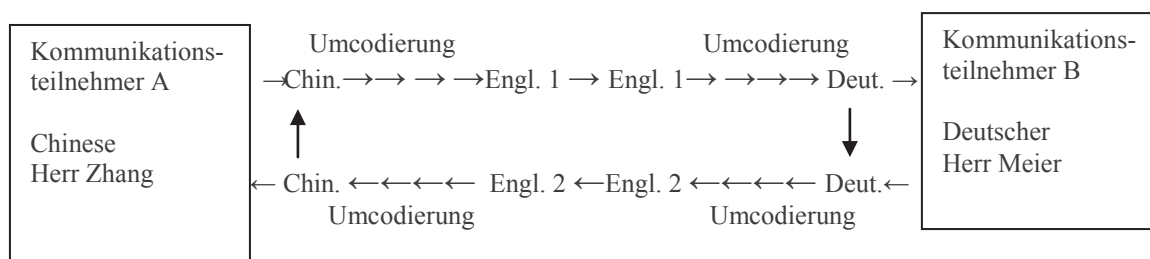 Kommunikations-
teilnehmer A
Chinese
Herr Zhang
Umcodierung Umcodierung
→Chin. →→ → → →Engl. 1 → Engl. 1→ →→→→ Deut. →
← Chin. ←←←← ← Engl. 2 ←Engl. 2 ←←←← ← Deut.←
Umcodierung Umcodierung
Kommunikations-
teilnehmer B
Deutscher
Herr Meier